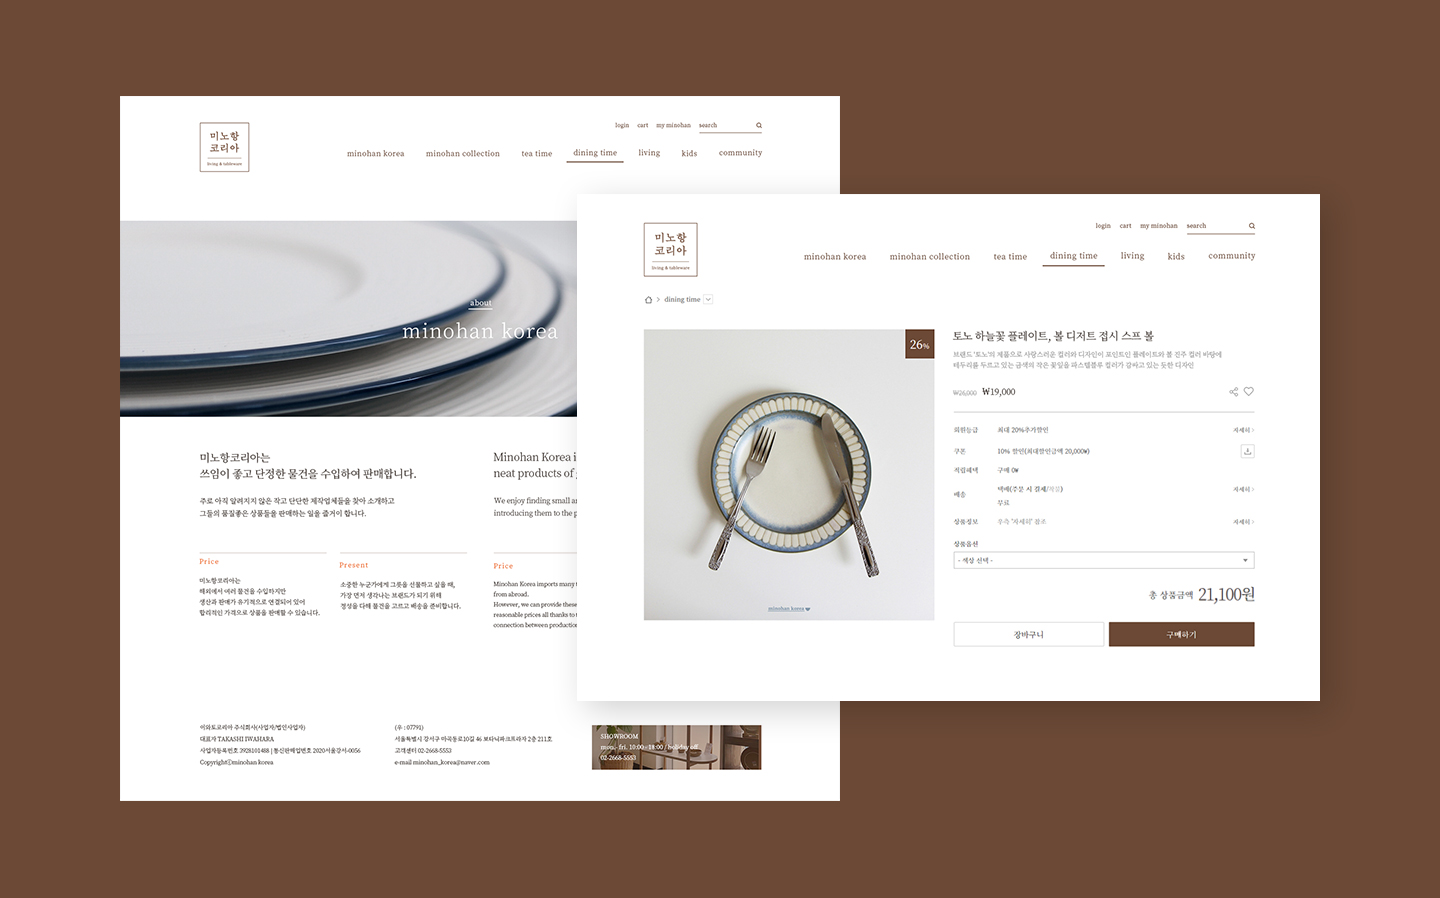 미노항
코리아
living & tableware
login cart my minohan search
minohan korea minohan collection tea time dining time living kids community
about
minohan korea
미노항코리아는
쓰임이 좋고 단정한 물건을 수입하여 판매합니다.
주로 아직 알려지지 않은 작고 단단한 제작업체들을 찾아 소개하고
그들의 품질좋은 상품들을 판매하는 일을 즐거이 합니다.
Minohan Korea i
neat products of
We enjoy finding small a
introducing them to the p
Price
미노항코리아는
해외에서 여러 물건을 수입하지만
생산과 판매가 유기적으로 연결되어 있어
합리적인 가격으로 상품을 판매할 수 있습니다.
Present
소중한 누군가에게 그릇을 선물하고 싶을 때,
가장 먼저 생각나는 브랜드가 되기 위해
정성을 다해 물건을 고르고 배송을 준비합니다.
Price
Minohan Korea imports many
from abroad.
However, we can provide these
reasonable prices all thanks to
connection between production
이와토코리아 주식회사(사업자/법인사업자)
대표자 TAKASHI IWAHARA
사업자등록번호 3928101488 | 통신판매업번호 2020서울강서-0056
Copyrightⓒminohan korea
(우 : 07791)
서울특별시 강서구 마곡동로10길 46 보타닉파크프라자 2층 211호
고객센터 02-2668-5553
e-mail minohan_korea@naver.com
SHOWROOM
mon - fri. 10:00 - 18:00 / holiday off
02-2668-5553
미노항
코리아
living & tableware
login cart my minohan search
minohan korea minohan collection tea time dining time living kids community
dining time
26%
minohan korea
토노 하늘꽃 플레이트, 볼 디저트 접시 스프 볼
브랜드 '토노'의 제품으로 사랑스러운 컬러와 디자인이 포인트인 플레이트와 볼 진주 컬러 바탕에
테두리를 두르고 있는 금색의 작은 꽃잎을 파스텔블루 컬러가 감싸고 있는 듯한 디자인
₩26,000 ₩19,000
회원등급 최대 20%추가할인 자세히 >
쿠폰 10% 할인(최대할인금액 20,000₩)
적립혜택 구매 0₩
배송 택배(주문 시 결제/착불) 자세히 >
무료
상품정보 우측 '자세히' 참조 자세히 >
상품옵션
- 색상 선택 -
총 상품금액 21,100원
장바구니 구매하기